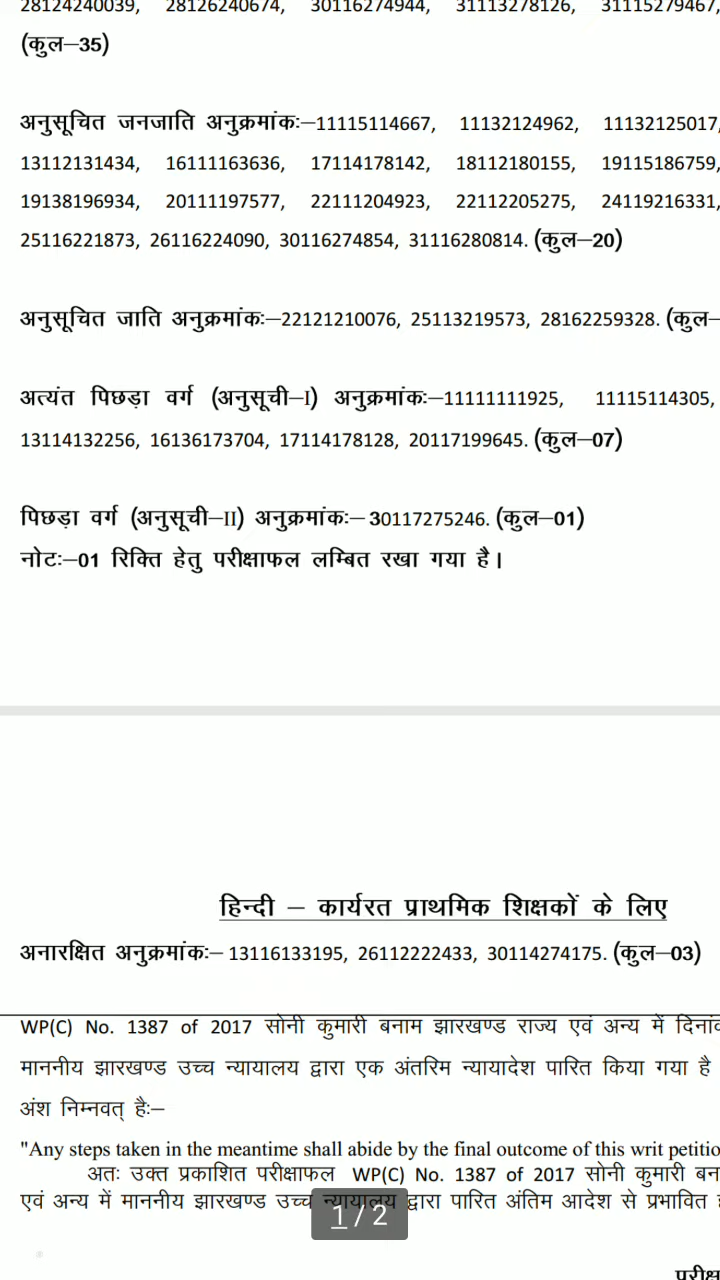 28124240039, 28126240674, 30116274944, 31113278126, 31115279467,
(कुल–35)
अनुसूचित जनजाति अनुक्रमांकः–11115114667, 11132124962, 11132125017,
13112131434, 16111163636, 17114178142, 18112180155, 19115186759,
19138196934, 20111197577, 22111204923, 22112205275, 24119216331,
25116221873, 26116224090, 30116274854, 31116280814. (कुल–20)
अनुसूचित जाति अनुक्रमांकः–22121210076, 25113219573, 28162259328. (कुल–
अत्यंत पिछड़ा वर्ग (अनुसूची–I) अनुक्रमांकः–11111111925, 11115114305,
13114132256, 16136173704, 17114178128, 20117199645. (कुल–07)
पिछड़ा वर्ग (अनुसूची–II) अनुक्रमांकः– 30117275246. (कुल–01)
नोटः–01 रिक्ति हेतु परीक्षाफल लम्बित रखा गया है।
हिन्दी – कार्यरत प्राथमिक शिक्षकों के लिए
अनारक्षित अनुक्रमांकः– 13116133195, 26112222433, 30114274175. (कुल–03)
WP(C) No. 1387 of 2017 सोनी कुमारी बनाम झारखण्ड राज्य एवं अन्य में
माननीय झारखण्ड उच्च न्यायालय द्वारा एक अंतरिम न्यायादेश पारित किया गया है
अंश निम्नवत् हैः–
"Any steps taken in the meantime shall abide by the final outcome of this writ petitio
अतः उक्त प्रकाशित परीक्षाफल WP(C) No. 1387 of 2017 सोनी कुमारी
एवं अन्य में माननीय झारखण्ड उच्च न्यायालय द्वारा पारित अंतिम आदेश से प्रभावित
1 / 2